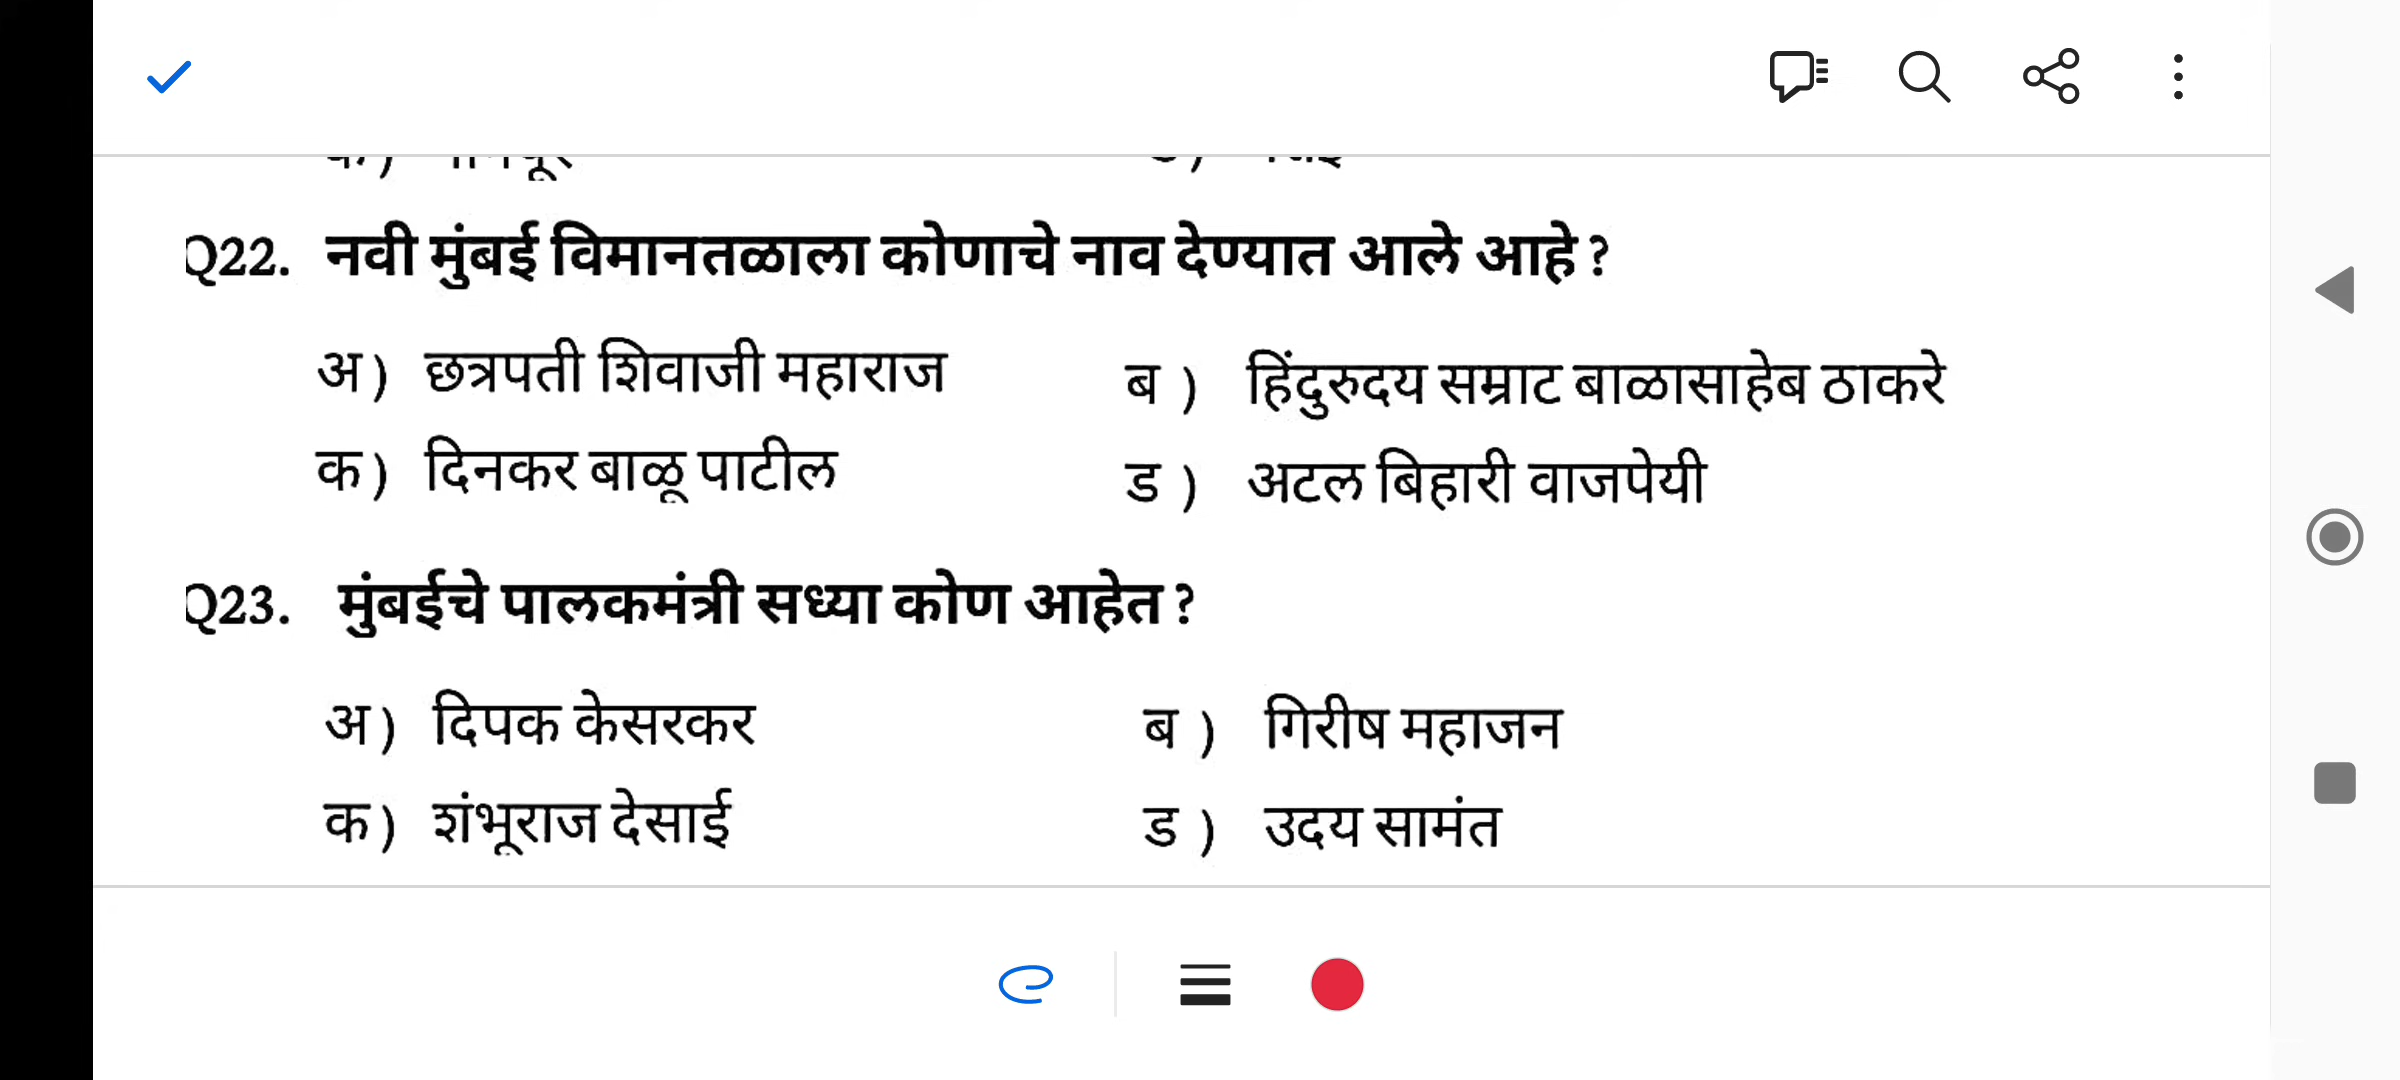 Q22. नवी मुंबई विमानतळाला कोणाचे नाव देण्यात आले आहे?
अ) छत्रपती शिवाजी महाराज ब ) हिंदुरुदय सम्राट बाळासाहेब ठाकरे
क) दिनकर बाळू पाटील ड ) अटल बिहारी वाजपेयी
Q23. मुंबईचे पालकमंत्री सध्या कोण आहेत?
अ) दिपक केसरकर ब ) गिरीष महाजन
क) शंभूराज देसाई ड ) उदय सामंत